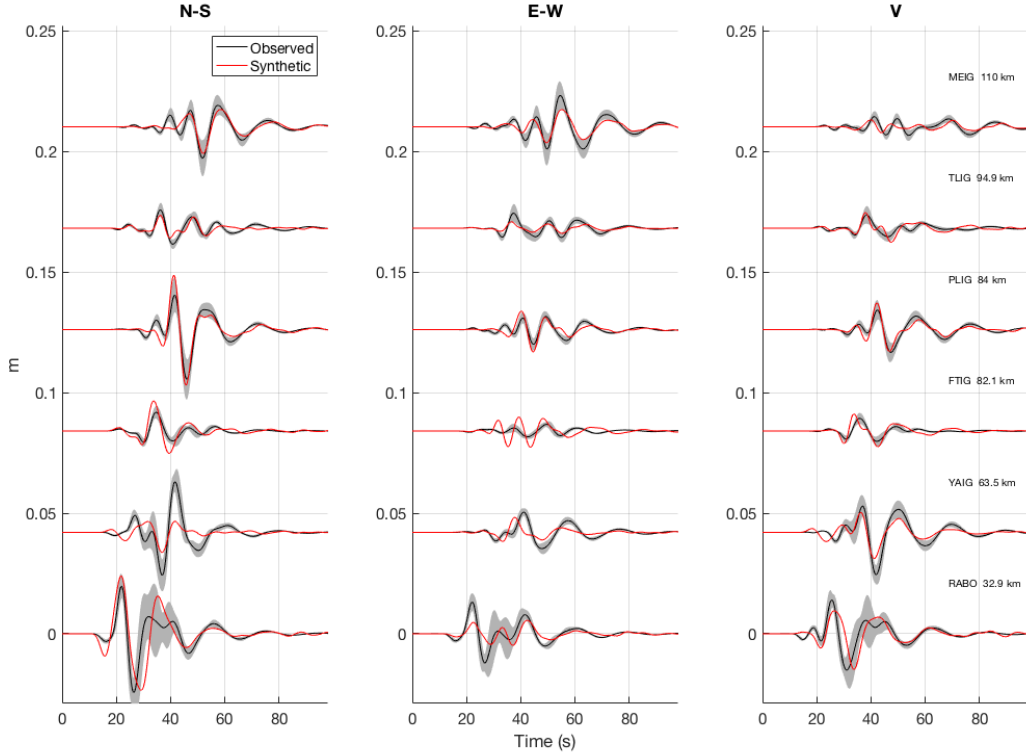 N-S
E-W
V
Observed
Synthetic
0.25
0.2
0.15
0.1
0.05
0
m
0.25
0.2
0.15
0.1
0.05
0
0.25
0.2
0.15
0.1
0.05
0
MEIG 110 km
TLIG 94.9 km
PLIG 84 km
FTIG 82.1 km
YAIG 63.5 km
RABO 32.9 km
0 20 40 60 80
0 20 40 60 80
0 20 40 60 80
Time (s)